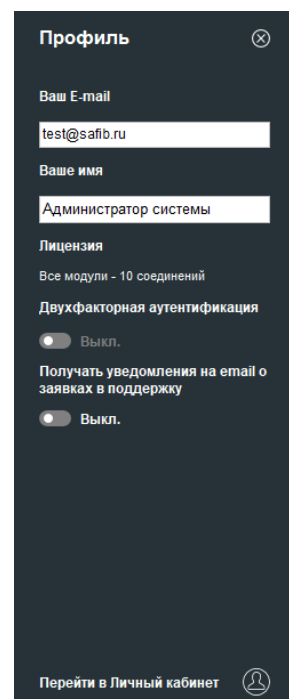 Профиль
Ваш E-mail
test@safib.ru
Ваше имя
Администратор системы
Лицензия
Все модули - 10 соединений
Двухфакторная аутентификация
Выкл.
Получать уведомления на email о
заявках в поддержку
Выкл.
Перейти в Личный кабинет